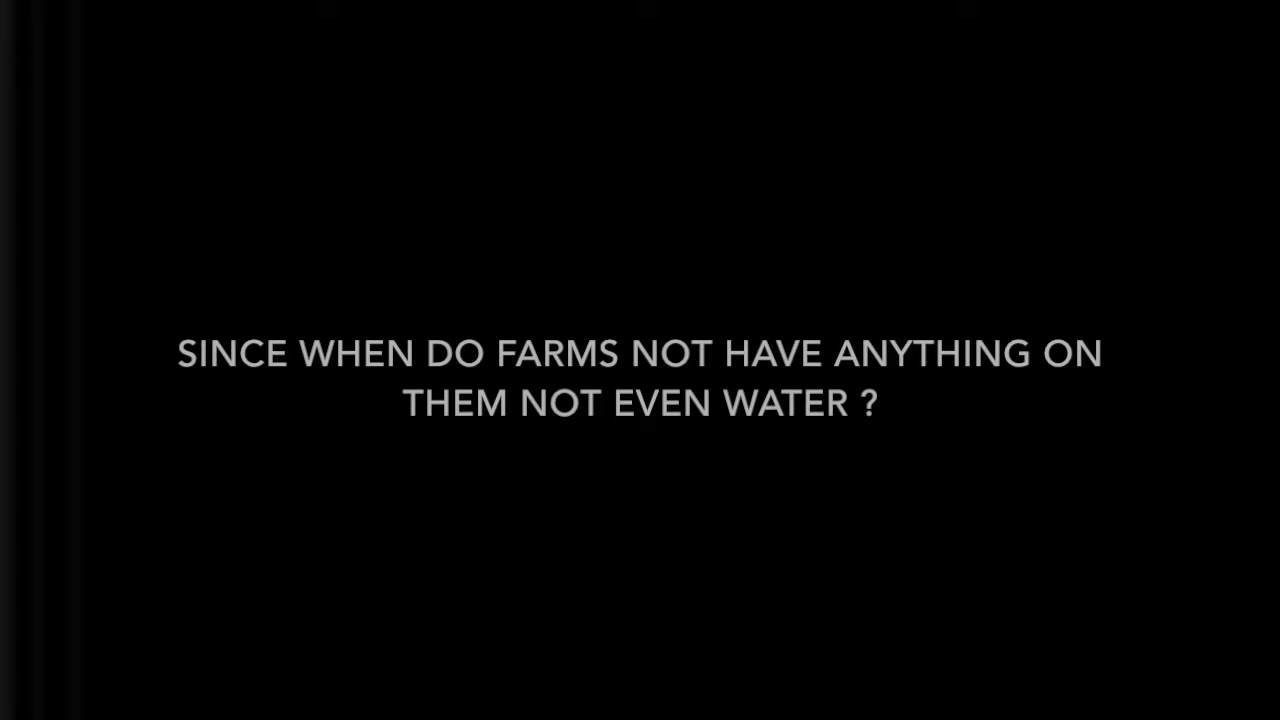 SINCE WHEN DO FARMS NOT HAVE ANYTHING ON
THEM NOT EVEN WATER ?